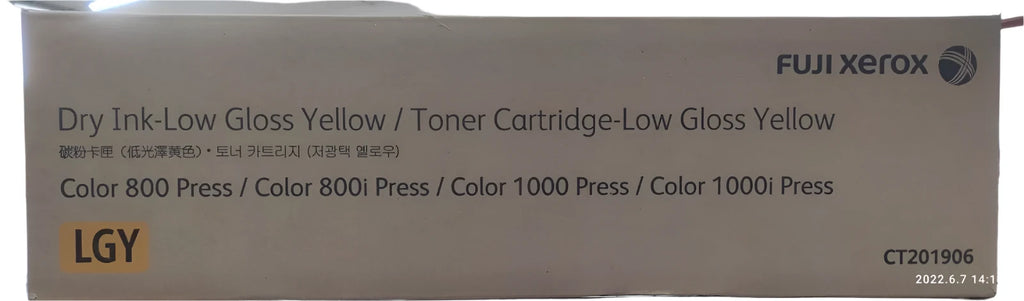 FUJI xerox
Dry Ink-Low Gloss Yellow / Toner Cartridge-Low Gloss Yellow
碳粉卡匣 (低光澤黃色)・토너 카트리지 (저광택 옐로우)
Color 800 Press / Color 800i Press / Color 1000 Press / Color 1000i Press
LGY
CT201906
2022.6.7 14:1